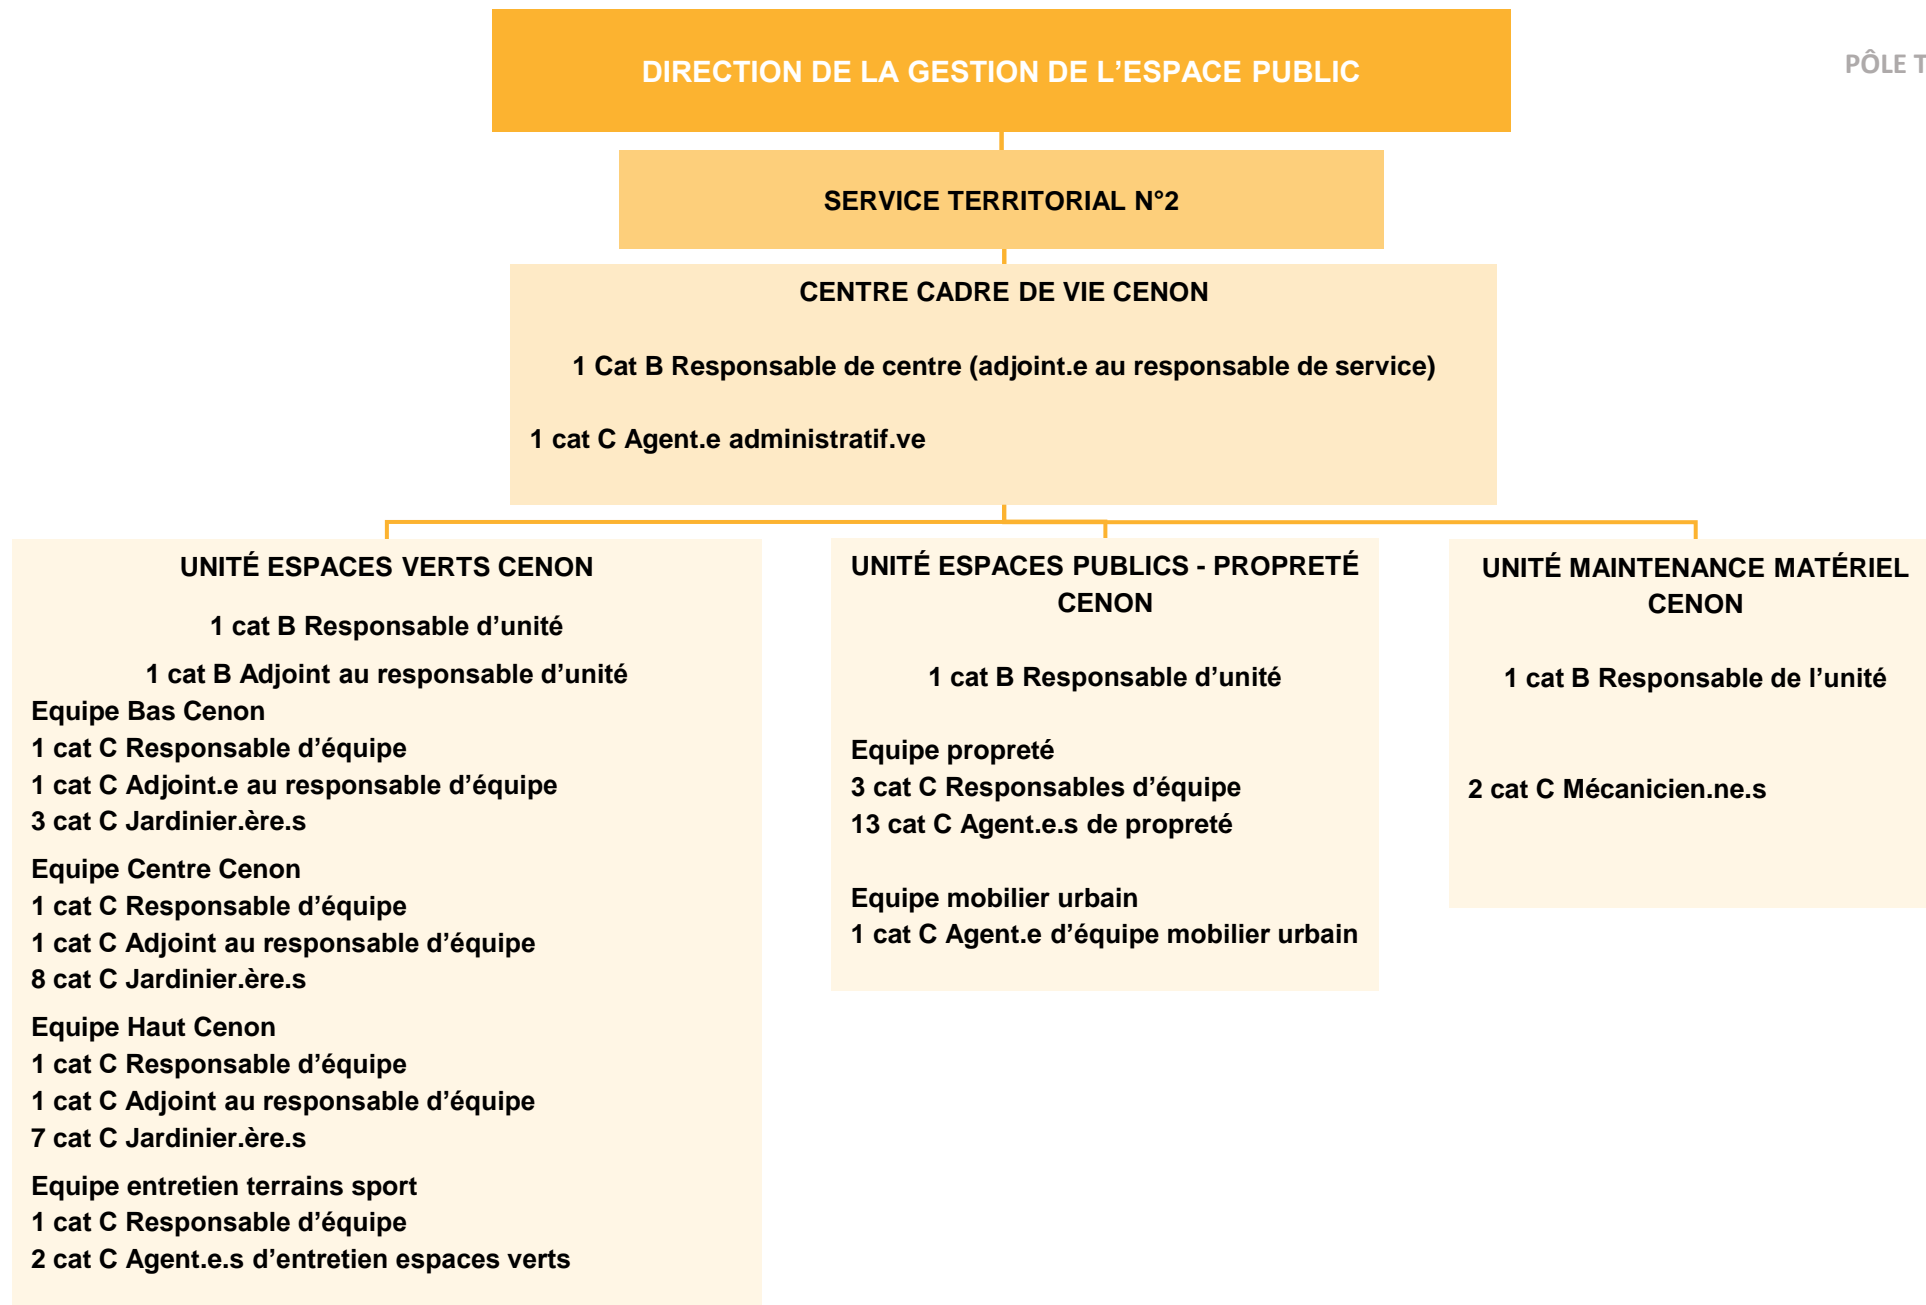 DIRECTION DE LA GESTION DE L’ESPACE PUBLIC
PÔLE T
SERVICE TERRITORIAL N°2
CENTRE CADRE DE VIE CENON
1 Cat B Responsable de centre (adjoint.e au responsable de service)
1 cat C Agent.e administratif.ve
UNITÉ ESPACES VERTS CENON
1 cat B Responsable d’unité
1 cat B Adjoint au responsable d’unité
Equipe Bas Cenon
1 cat C Responsable d’équipe
1 cat C Adjoint.e au responsable d’équipe
3 cat C Jardinier.ère.s
Equipe Centre Cenon
1 cat C Responsable d’équipe
1 cat C Adjoint au responsable d’équipe
8 cat C Jardinier.ère.s
Equipe Haut Cenon
1 cat C Responsable d’équipe
1 cat C Adjoint au responsable d’équipe
7 cat C Jardinier.ère.s
Equipe entretien terrains sport
1 cat C Responsable d’équipe
2 cat C Agent.e.s d’entretien espaces verts
UNITÉ ESPACES PUBLICS - PROPRETÉ
CENON
1 cat B Responsable d’unité
Equipe propreté
3 cat C Responsables d’équipe
13 cat C Agent.e.s de propreté
Equipe mobilier urbain
1 cat C Agent.e d’équipe mobilier urbain
UNITÉ MAINTENANCE MATÉRIEL
CENON
1 cat B Responsable de l’unité
2 cat C Mécanicien.ne.s